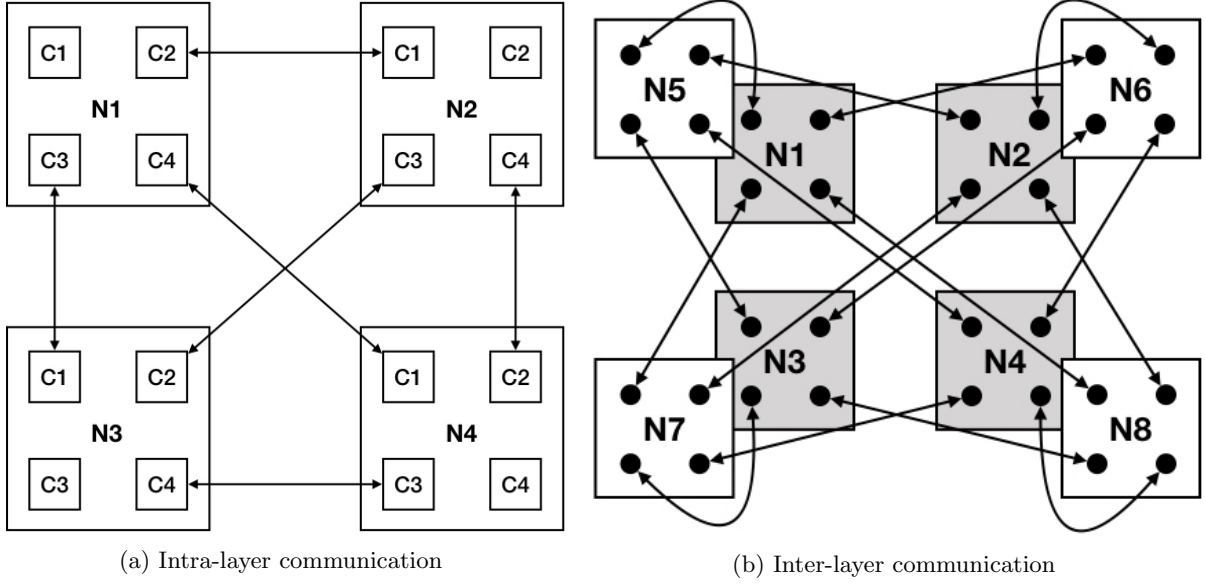 C1 C2
N1
C3 C4
C1 C2
N2
C3 C4
C1 C2
N3
C3 C4
C1 C2
N4
C3 C4
(a) Intra-layer communication
N5
N6
N1
N2
N3
N4
N7
N8
(b) Inter-layer communication